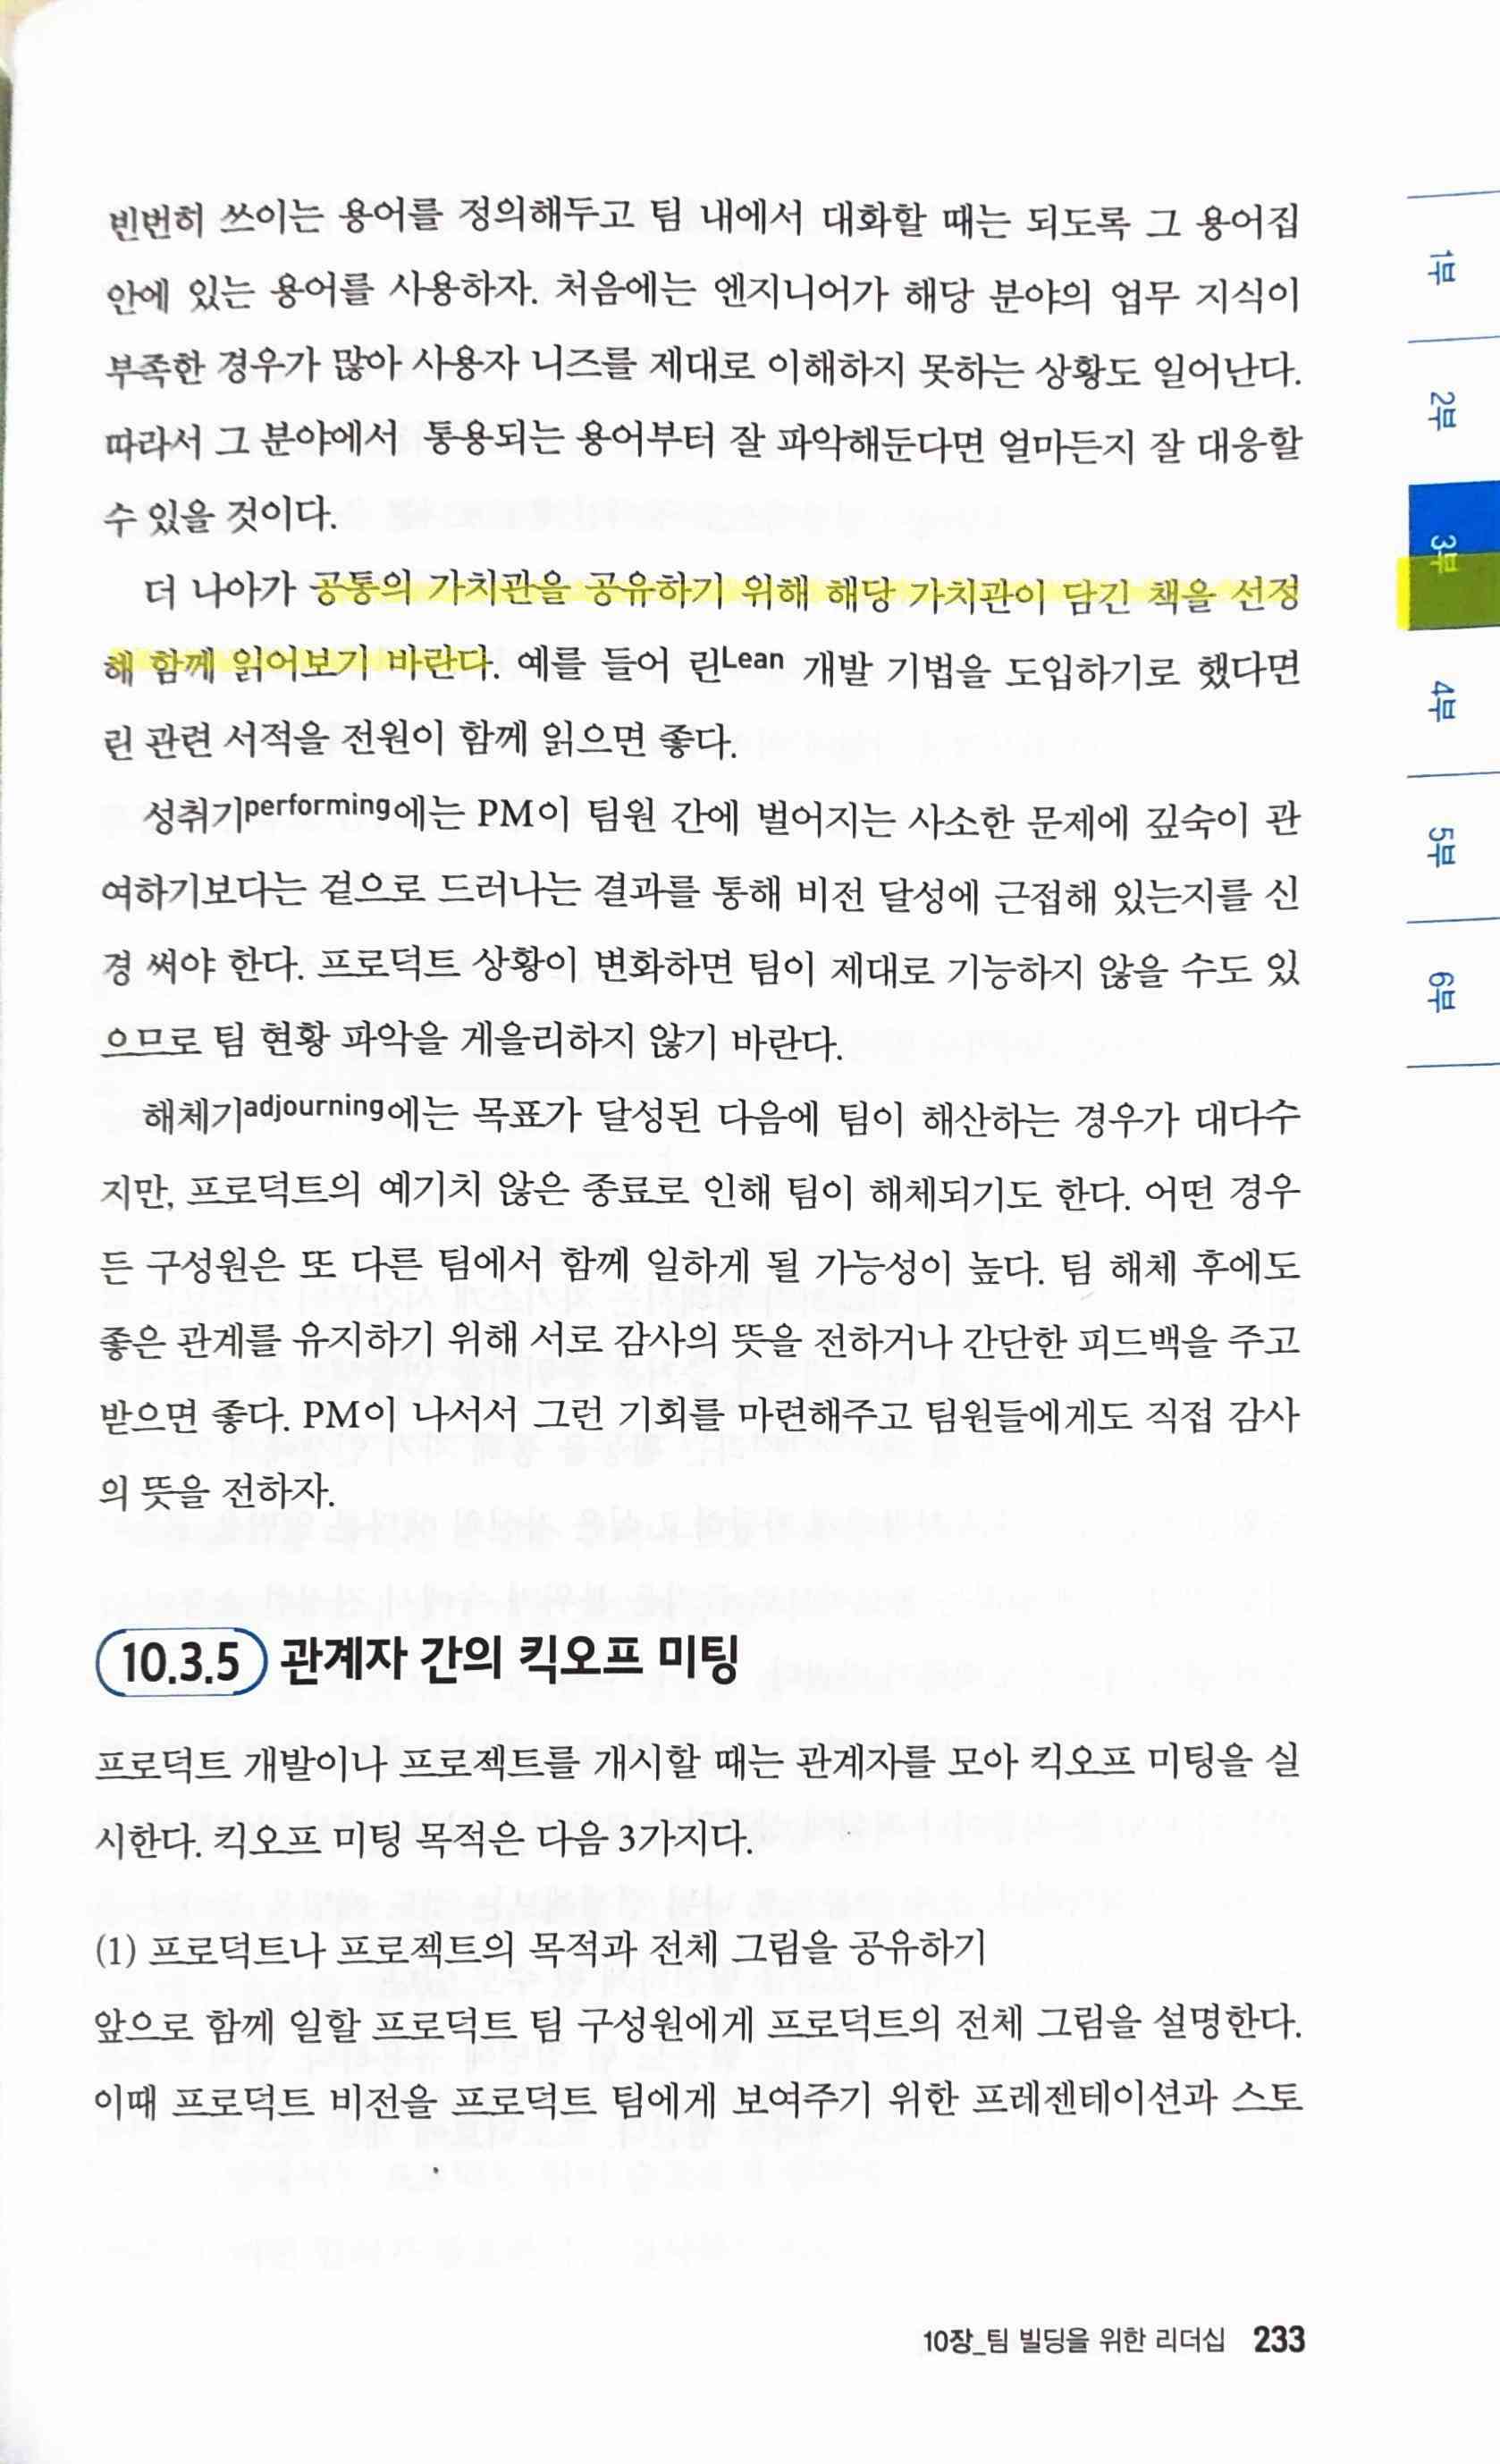 빈번히 쓰이는 용어를 정의해두고 팀 내에서 대화할 때는 되도록 그 용어집
안에 있는 용어를 사용하자. 처음에는 엔지니어가 해당 분야의 업무 지식이
부족한 경우가 많아 사용자 니즈를 제대로 이해하지 못하는 상황도 일어난다.
따라서 그 분야에서 통용되는 용어부터 잘 파악해둔다면 얼마든지 잘 대응할
수 있을 것이다.
더 나아가 공통의 가치관을 공유하기 위해 해당 가치관이 담긴 책을 선정
해 함께 읽어보기 바란다. 예를 들어 린Lean 개발 기법을 도입하기로 했다면
린 관련 서적을 전원이 함께 읽으면 좋다.
성취기performing에는 PM이 팀원 간에 벌어지는 사소한 문제에 깊숙이 관
여하기보다는 겉으로 드러나는 결과를 통해 비전 달성에 근접해 있는지를 신
경 써야 한다. 프로덕트 상황이 변화하면 팀이 제대로 기능하지 않을 수도 있
으므로 팀 현황 파악을 게을리하지 않기 바란다.
해체기adjourning에는 목표가 달성된 다음에 팀이 해산하는 경우가 대다수
지만, 프로덕트의 예기치 않은 종료로 인해 팀이 해체되기도 한다. 어떤 경우
든 구성원은 또 다른 팀에서 함께 일하게 될 가능성이 높다. 팀 해체 후에도
좋은 관계를 유지하기 위해 서로 감사의 뜻을 전하거나 간단한 피드백을 주고
받으면 좋다. PM이 나서서 그런 기회를 마련해주고 팀원들에게도 직접 감사
의 뜻을 전하자.
10.3.5 관계자 간의 킥오프 미팅
프로덕트 개발이나 프로젝트를 개시할 때는 관계자를 모아 킥오프 미팅을 실
시한다. 킥오프 미팅 목적은 다음 3가지다.
(1) 프로덕트나 프로젝트의 목적과 전체 그림을 공유하기
앞으로 함께 일할 프로덕트 팀 구성원에게 프로덕트의 전체 그림을 설명한다.
이때 프로덕트 비전을 프로덕트 팀에게 보여주기 위한 프레젠테이션과 스토
10장_팀 빌딩을 위한 리더십 233
1부
2부
3부
4부
5부
6부